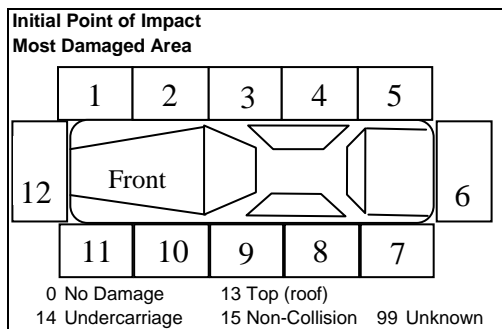 Initial Point of Impact
Most Damaged Area
1 2 3 4 5
12 Front 6
11 10 9 8 7
0 No Damage 13 Top (roof)
14 Undercarriage 15 Non-Collision 99 Unknown